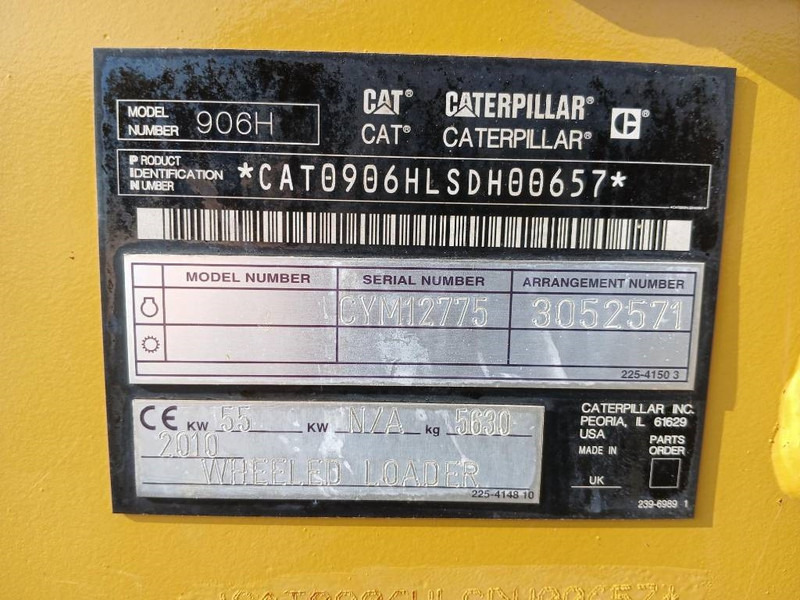 MODEL NUMBER 906H
CAT® CATERPILLAR® C
CAT® CATERPILLAR®
PRODUCT IDENTIFICATION NUMBER *CAT0906HLSDH00657*
MODEL NUMBER SERIAL NUMBER ARRANGEMENT NUMBER
CYM12775 3052571
225-4150 3
CE KW 55 KW N/A kg 5630
2010
WHEELED LOADER
225-4148 10
CATERPILLAR INC.
PEORIA, IL 61629
USA
MADE IN
UK
PARTS
ORDER
239-6989 1